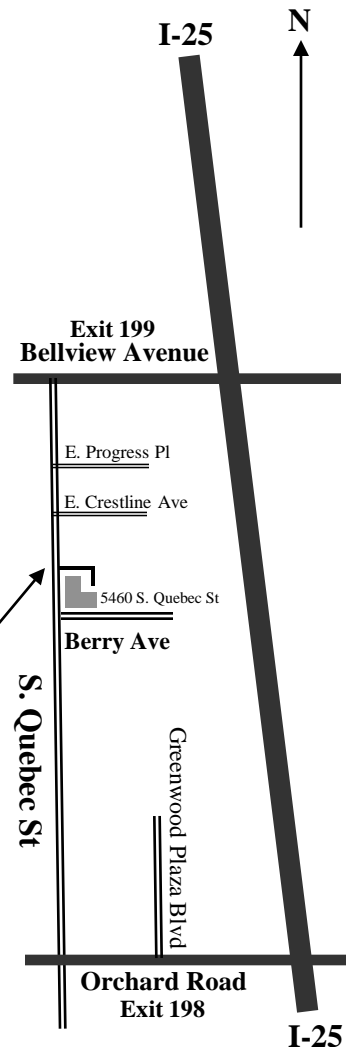 I-25
N
Exit 199
Bellview Avenue
E. Progress Pl
E. Crestline Ave
5460 S. Quebec St
Berry Ave
S. Quebec St
Greenwood
Plaza Blvd
Orchard Road
Exit 198
I-25